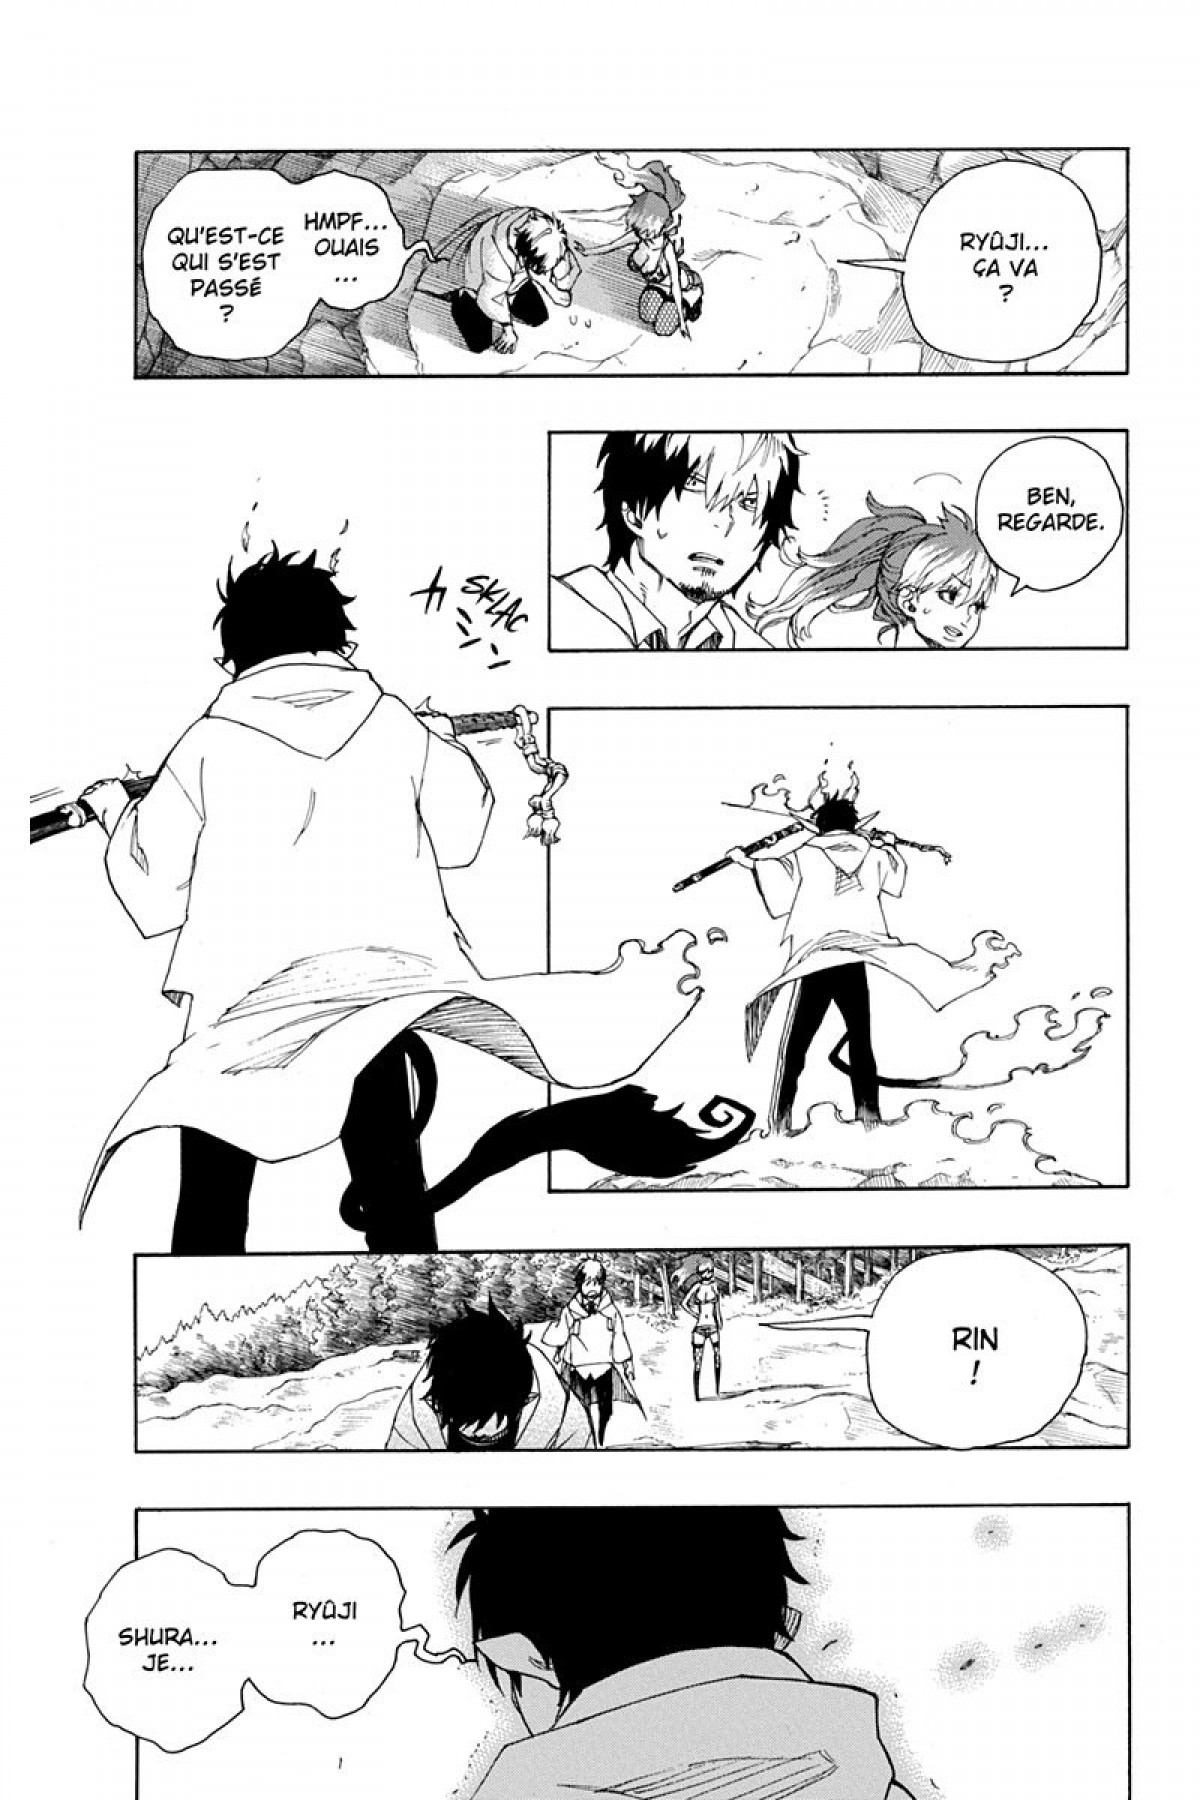 RYÛJI...
ÇA VA
?
HMPF...
OUAIS
...
QU'EST-CE
QUI S'EST
PASSÉ
?
BEN,
REGARDE.
SKLAC
RIN
!
RYÛJI
...
SHURA...
JE...